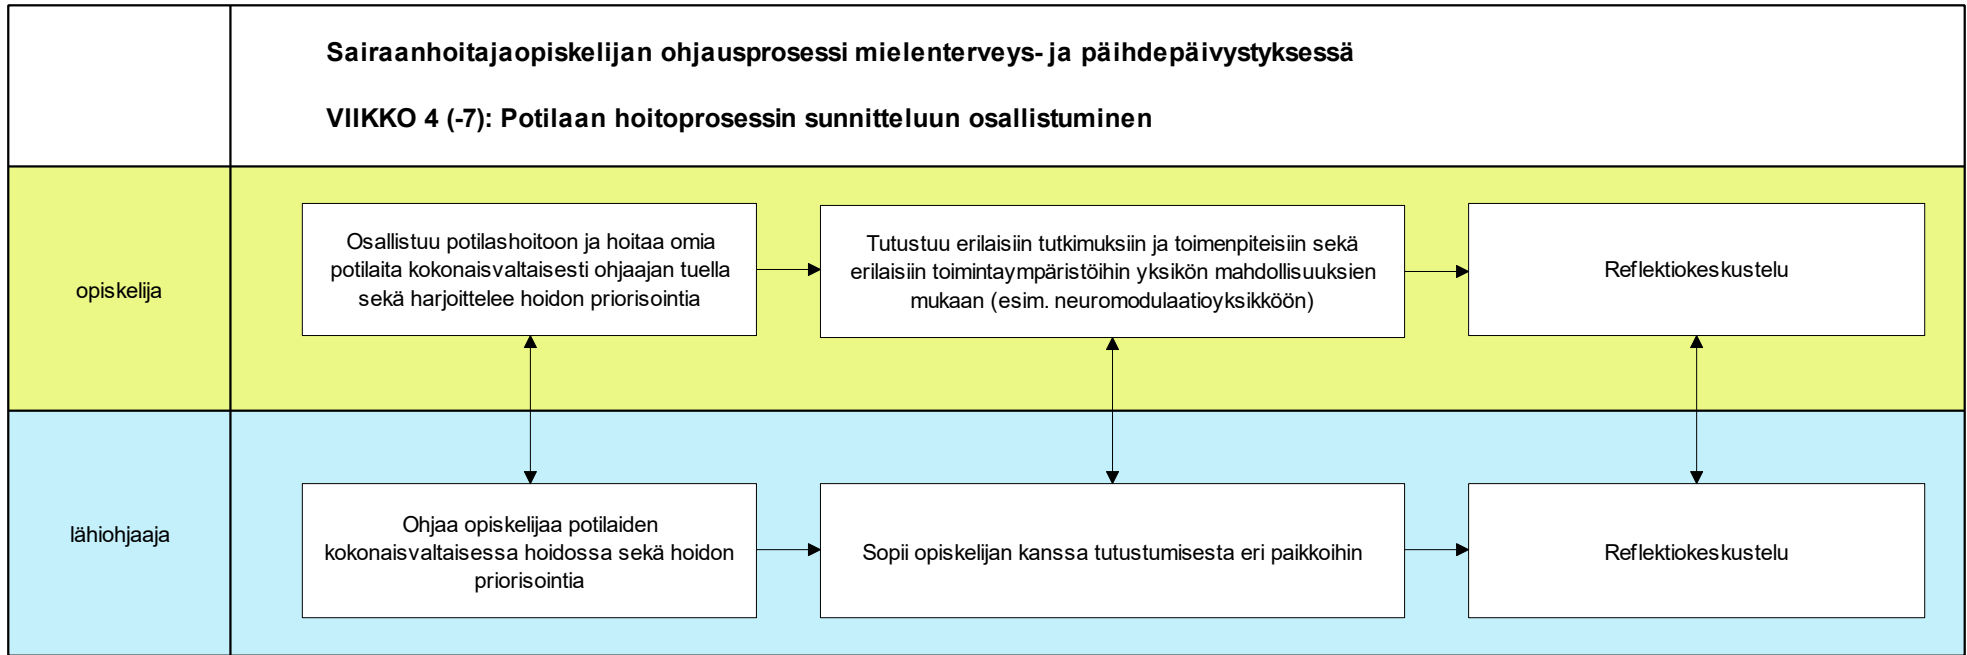 Sairaanhoitajaopiskelijan ohjausprosessi mielenterveys- ja päihdepäivystyksessä
VIIKKO 4 (-7): Potilaan hoitoprosessin sunnitteluun osallistuminen
opiskelija
Osallistuu potilashoitoon ja hoitaa omia
potilaita kokonaisvaltaisesti ohjaajan tuella
sekä harjoittelee hoidon priorisointia
Tutustuu erilaisiin tutkimuksiin ja toimenpiteisiin sekä
erilaisiin toimintaympäristöihin yksikön mahdollisuuksien
mukaan (esim. neuromodulaatioyksikköön)
Reflektiokeskustelu
lähiohjaaja
Ohjaa opiskelijaa potilaiden
kokonaisvaltaisessa hoidossa sekä hoidon
priorisointia
Sopii opiskelijan kanssa tutustumisesta eri paikkoihin
Reflektiokeskustelu